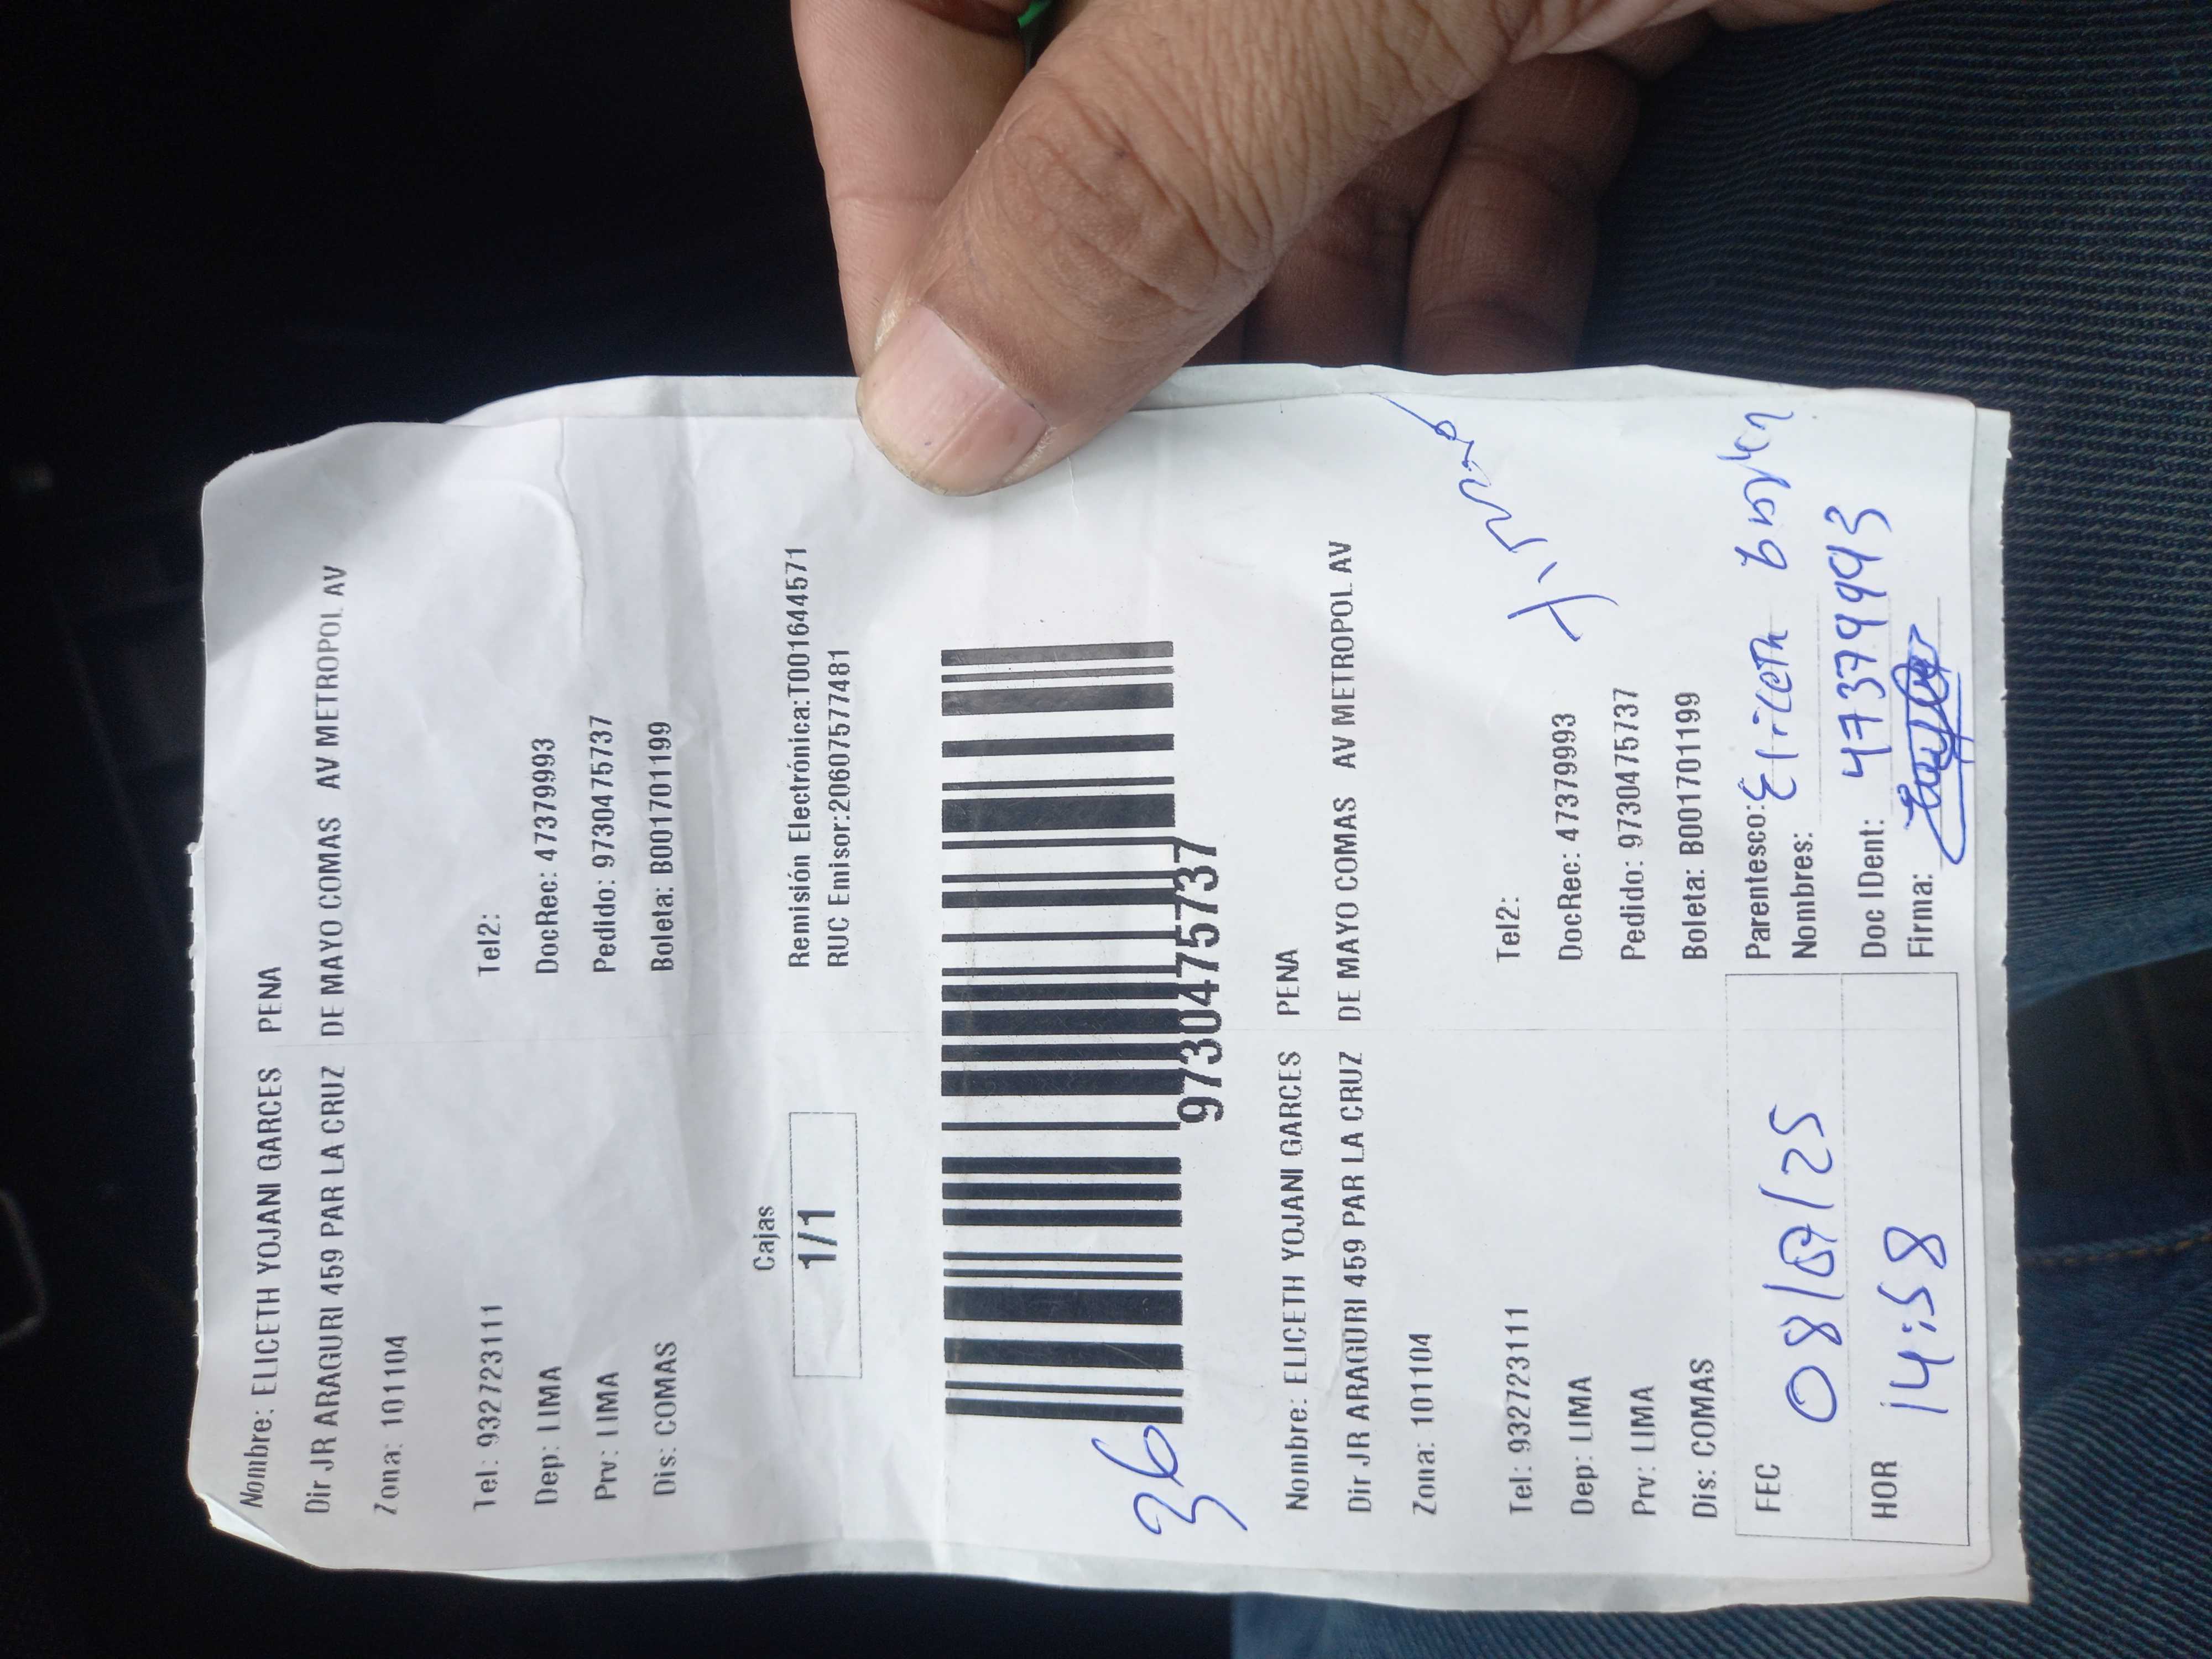 Nombre: ELICETH YOJANI GARCES PENA
Dir JR ARAGURI 459 PAR LA CRUZ DE MAYO COMAS AV METROPOL AV
Zona: 101104
Tel: 932723111 Tel2:
Dep: LIMA DocRec: 47379993
Prv: LIMA Pedido: 9730475737
Dis: COMAS Boleta: B001701199
Cajas
1/1
Remisión Electrónica:T001644571
RUC Emisor:20607577481
36
9730475737
Nombre: ELICETH YOJANI GARCES PENA
Dir JR ARAGURI 459 PAR LA CRUZ DE MAYO COMAS AV METROPOL AV
Zona: 101104
Tel: 932723111 Tel2:
Dep: LIMA DocRec: 47379993
Prv: LIMA Pedido: 9730475737
Dis: COMAS Boleta: B001701199
FEC 08/07/25
Parentesco:
Nombres: Eliceth
HOR 14:58
Doc IDent: 47379993
Firma: